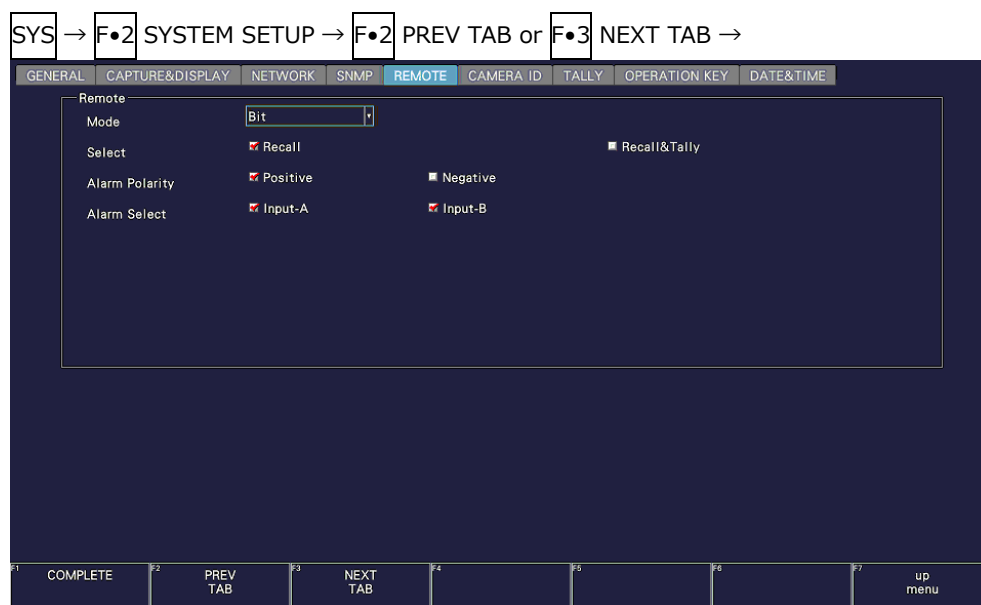 SYS → F•2 SYSTEM SETUP → F•2 PREV TAB or F•3 NEXT TAB →
GENERAL CAPTURE&DISPLAY NETWORK SNMP REMOTE CAMERA ID TALLY OPERATION KEY DATE&TIME
Remote
Mode Bit
Select Recall Recall&Tally
Alarm Polarity Positive Negative
Alarm Select Input-A Input-B
F1 COMPLETE F2 PREV TAB F3 NEXT TAB F4 F5 F6 F7 up menu